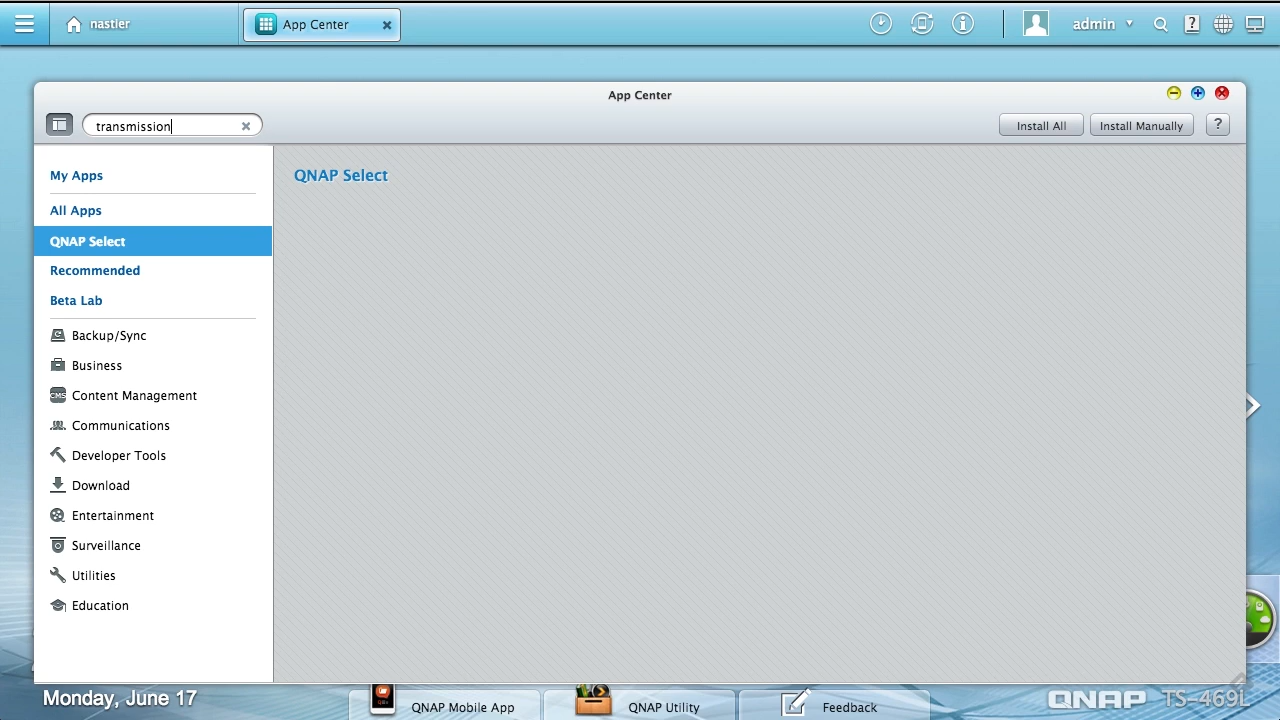 nastier
App Center
admin
App Center
transmission
Install All
Install Manually
?
My Apps
QNAP Select
All Apps
QNAP Select
Recommended
Beta Lab
Backup/Sync
Business
CMS Content Management
Communications
Developer Tools
Download
Entertainment
Surveillance
Utilities
Education
Monday, June 17
QNAP Mobile App
QNAP Utility
Feedback
QNAP TS-469L